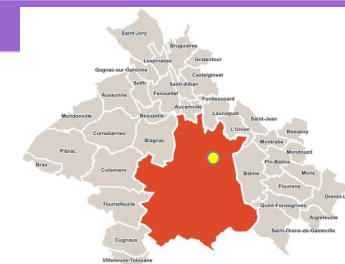 Saint-Jory
Bruguières
Lespinasse
Gratentour
Gagnac-sur-Garonne
Castelginest
Seilh
Saint-Alban
Aussonne
Fenouillet
Fonbeauzard
Aucamville
Mondonville
Beauzelle
Launaguet
Saint-Jean
L'Union
Cornebarrieu
Beaupuy
Blagnac
Montrabé
Pibrac
Mondouzil
Brax
Pin-Balma
Colomiers
Balma
Mons
Flourens
Drémil-L
Tournefeuille
Quint-Fonsegrives
Aigrefeuille
Saint-Orens-de-Gameville
Cugnaux
Villeneuve-Tolosane